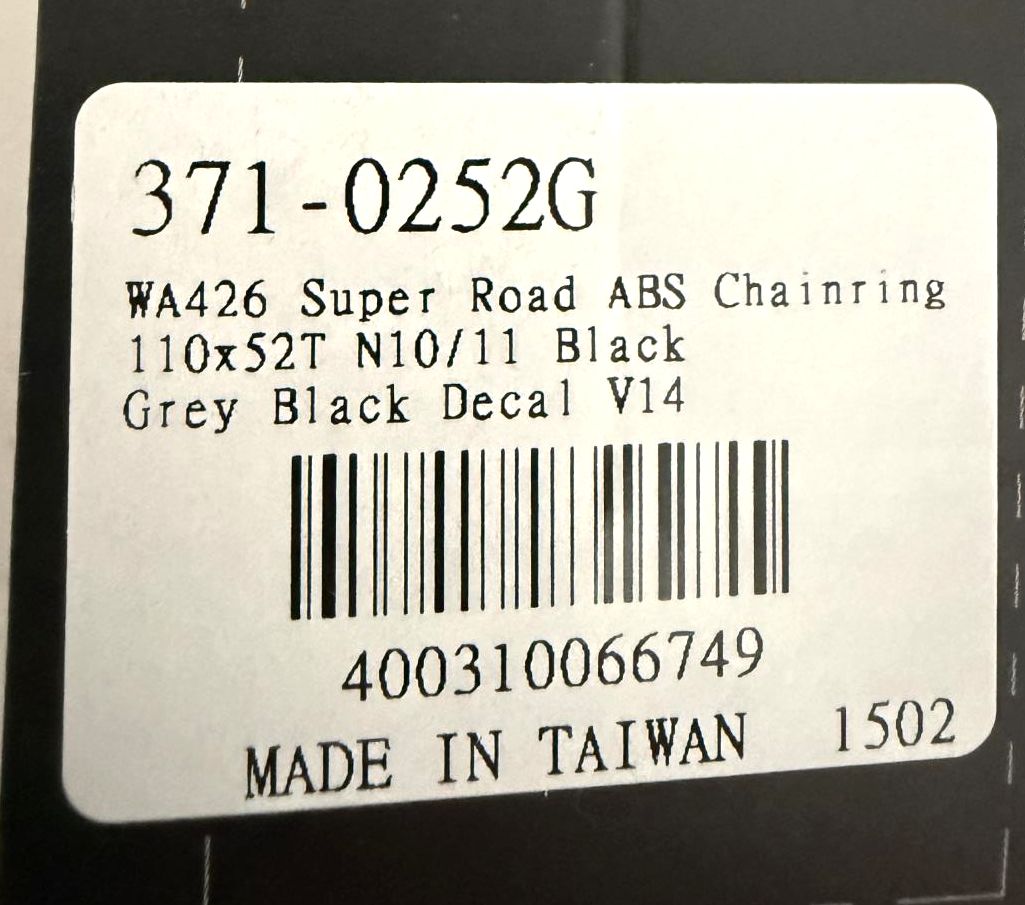 371-0252G
WA426 Super Road ABS Chainring
110x52T N10/11 Black
Grey Black Decal V14
400310066749
MADE IN TAIWAN 1502